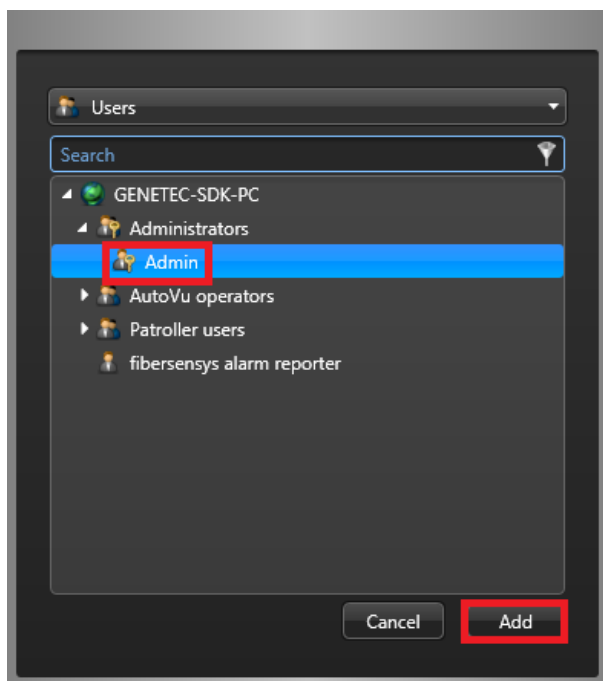 Users
Search
GENETEC-SDK-PC
Administrators
Admin
AutoVu operators
Patroller users
fibersensys alarm reporter
Cancel Add